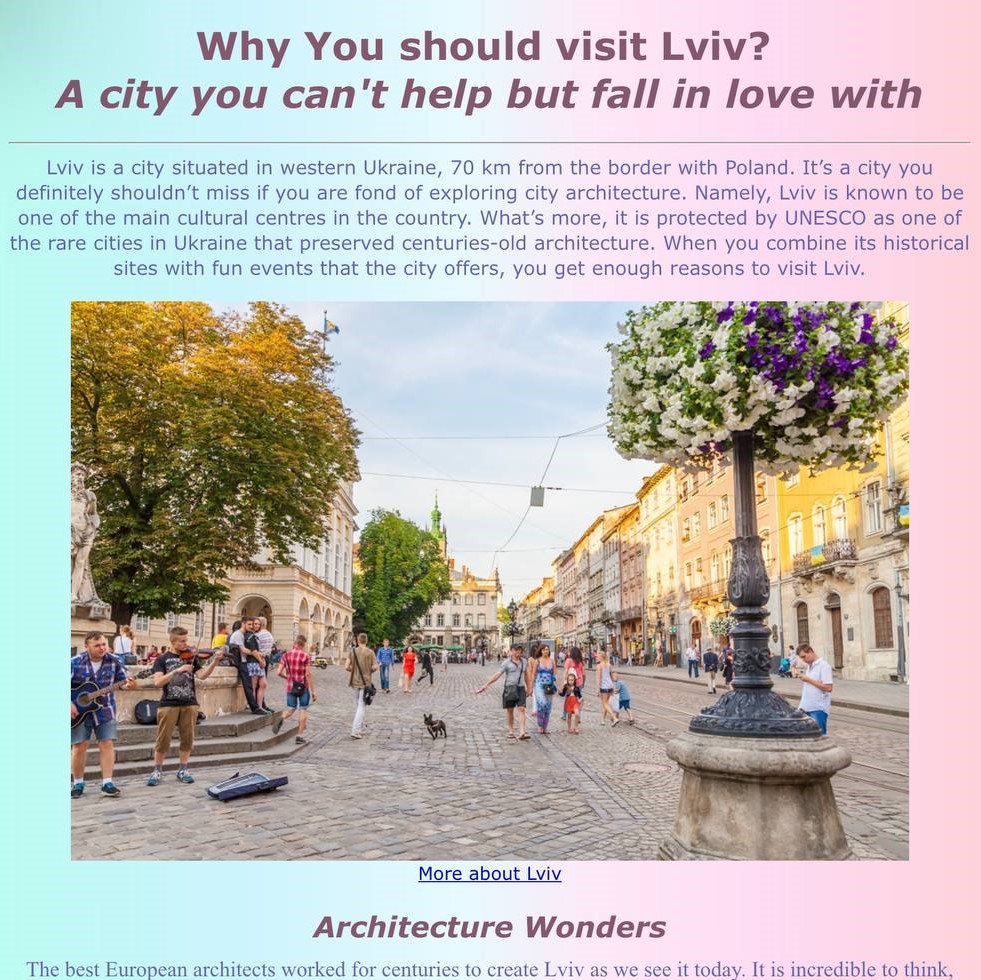 Why You should visit Lviv?
A city you can't help but fall in love with
Lviv is a city situated in western Ukraine, 70 km from the border with Poland. It’s a city you
definitely shouldn’t miss if you are fond of exploring city architecture. Namely, Lviv is known to be
one of the main cultural centres in the country. What’s more, it is protected by UNESCO as one of
the rare cities in Ukraine that preserved centuries-old architecture. When you combine its historical
sites with fun events that the city offers, you get enough reasons to visit Lviv.
More about Lviv
Architecture Wonders
The best European architects worked for centuries to create Lviv as we see it today. It is incredible to think,